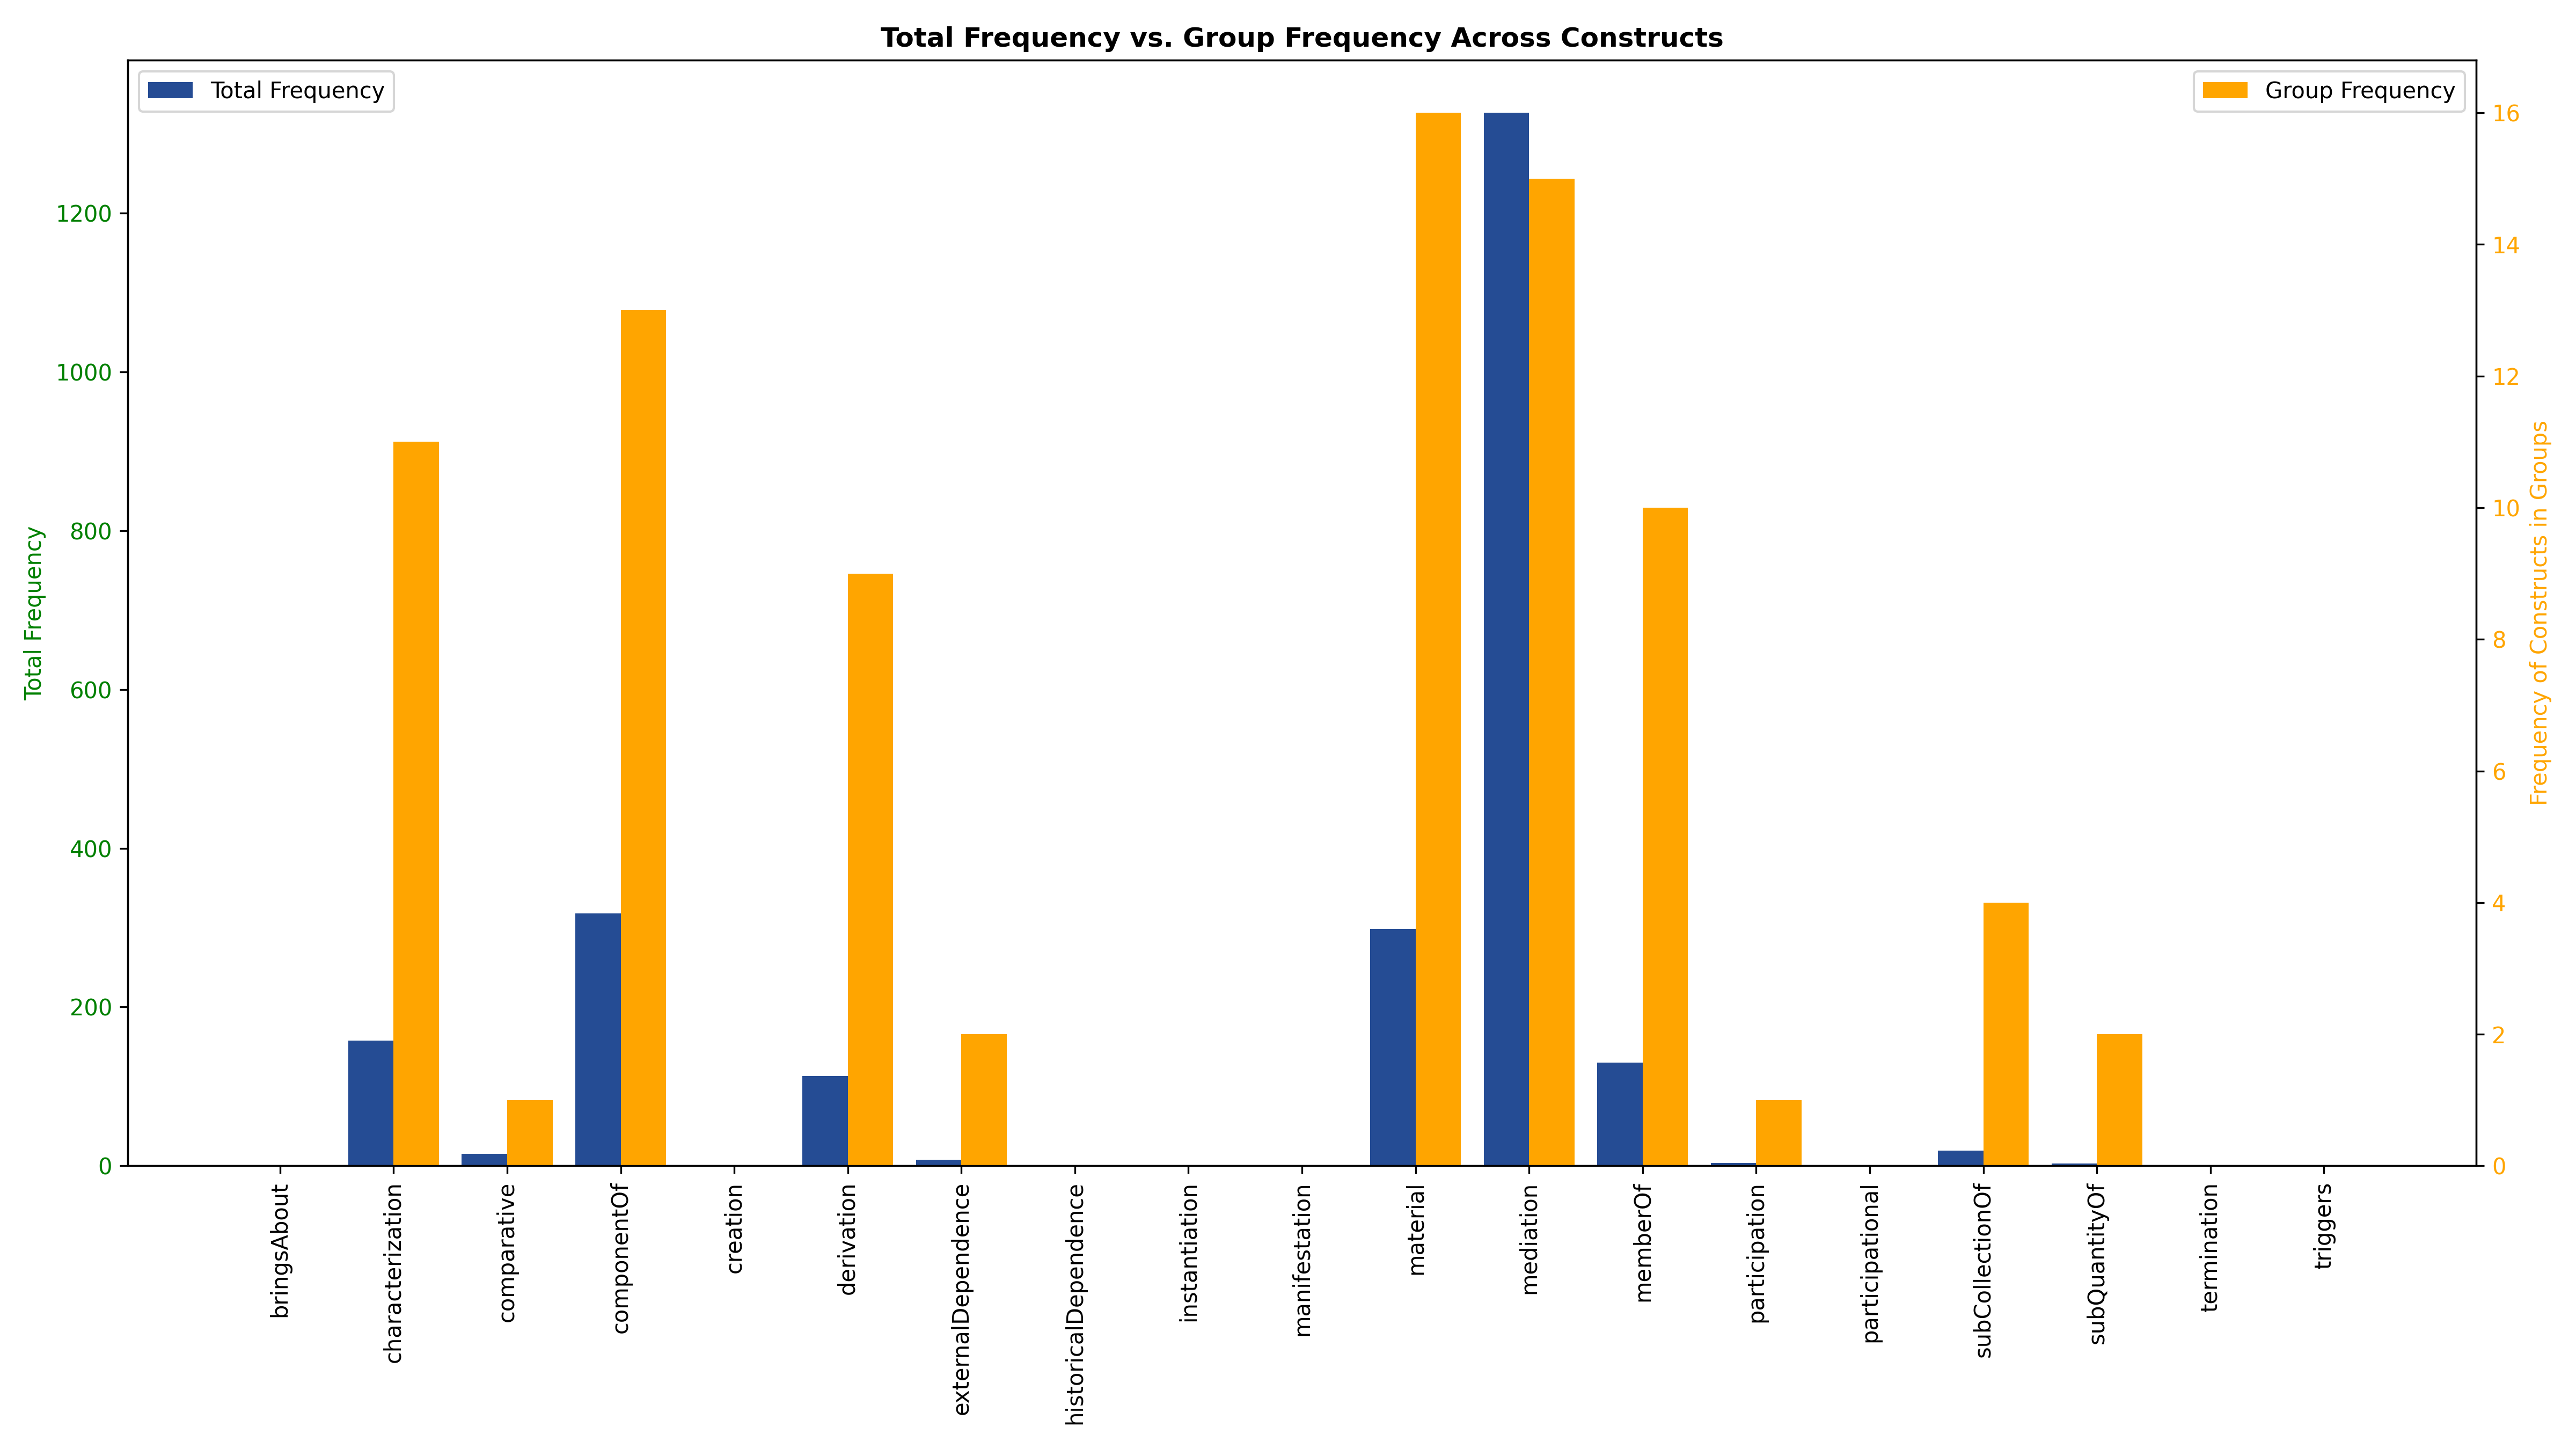 Total Frequency vs. Group Frequency Across Constructs
Total Frequency
Group Frequency
Total Frequency
1200
1000
800
600
400
200
0
16
14
12
10
8
6
4
2
0
Frequency of Constructs in Groups
bringsAbout
characterization
comparative
componentOf
creation
derivation
externalDependence
historicalDependence
instantiation
manifestation
material
mediation
memberOf
participation
participational
subCollectionOf
subQuantityOf
termination
triggers